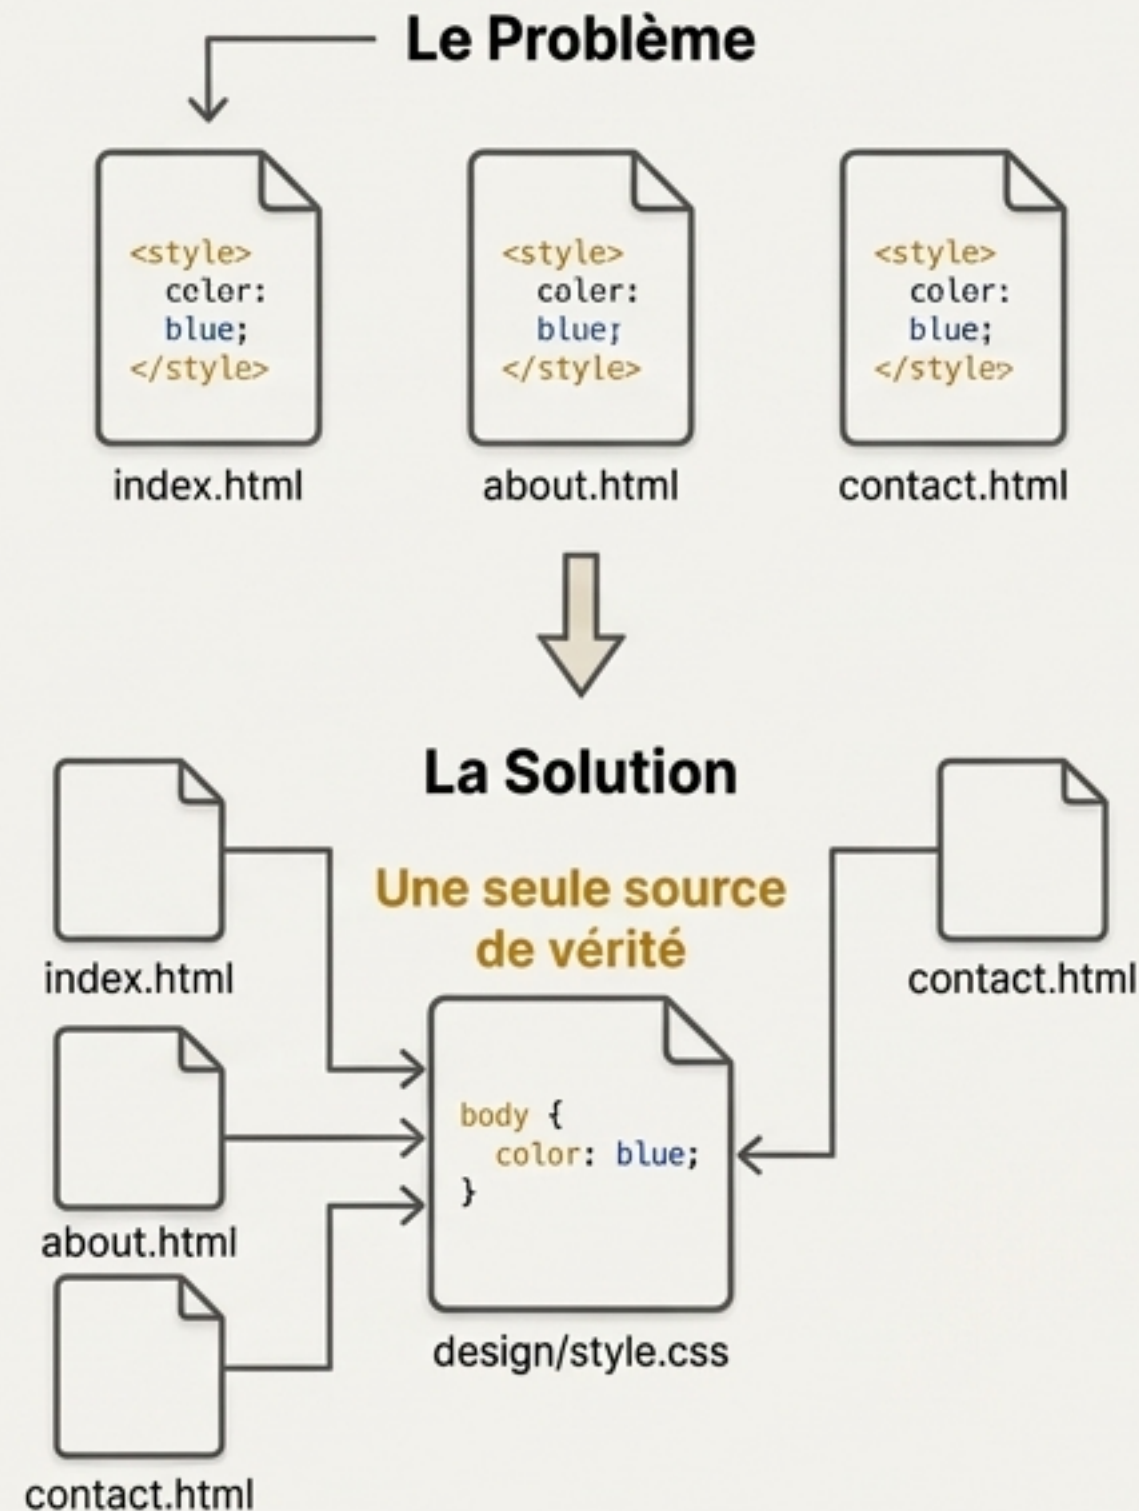 Le Problème
<style>
celer:
blue;
</style>
index.html
<style>
coler:
blue;
</style>
about.html
<style>
coler:
blue;
</style>
contact.html
La Solution
Une seule source
de vérité
index.html
contact.html
body {
color: blue;
}
about.html
design/style.css
contact.html